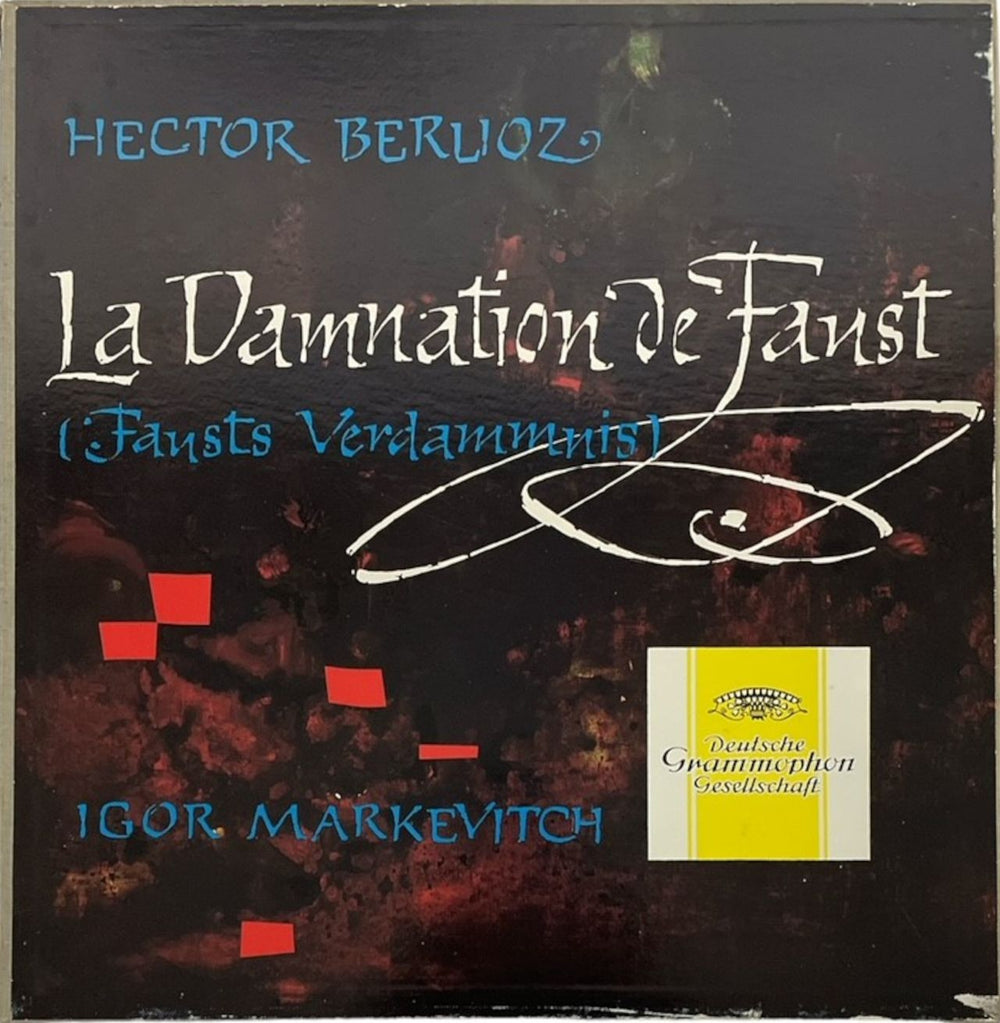 HECTOR BERLIOZ
La Damnation de Faust
(Fausts Verdammnis)
Deutsche
Grammophon
Gesellschaft
IGOR MARKEVITCH